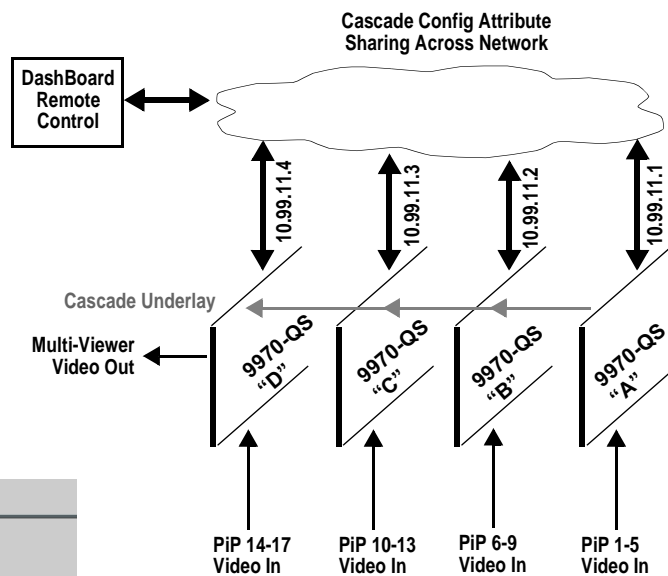 Cascade Config Attribute
Sharing Across Network
DashBoard
Remote
Control
10.99.11.4
10.99.11.3
10.99.11.2
10.99.11.1
Cascade Underlay
Multi-Viewer
Video Out
9970-QS
“D”
9970-QS
“C”
9970-QS
“B”
9970-QS
“A”
PiP 14-17
Video In
PiP 10-13
Video In
PiP 6-9
Video In
PiP 1-5
Video In